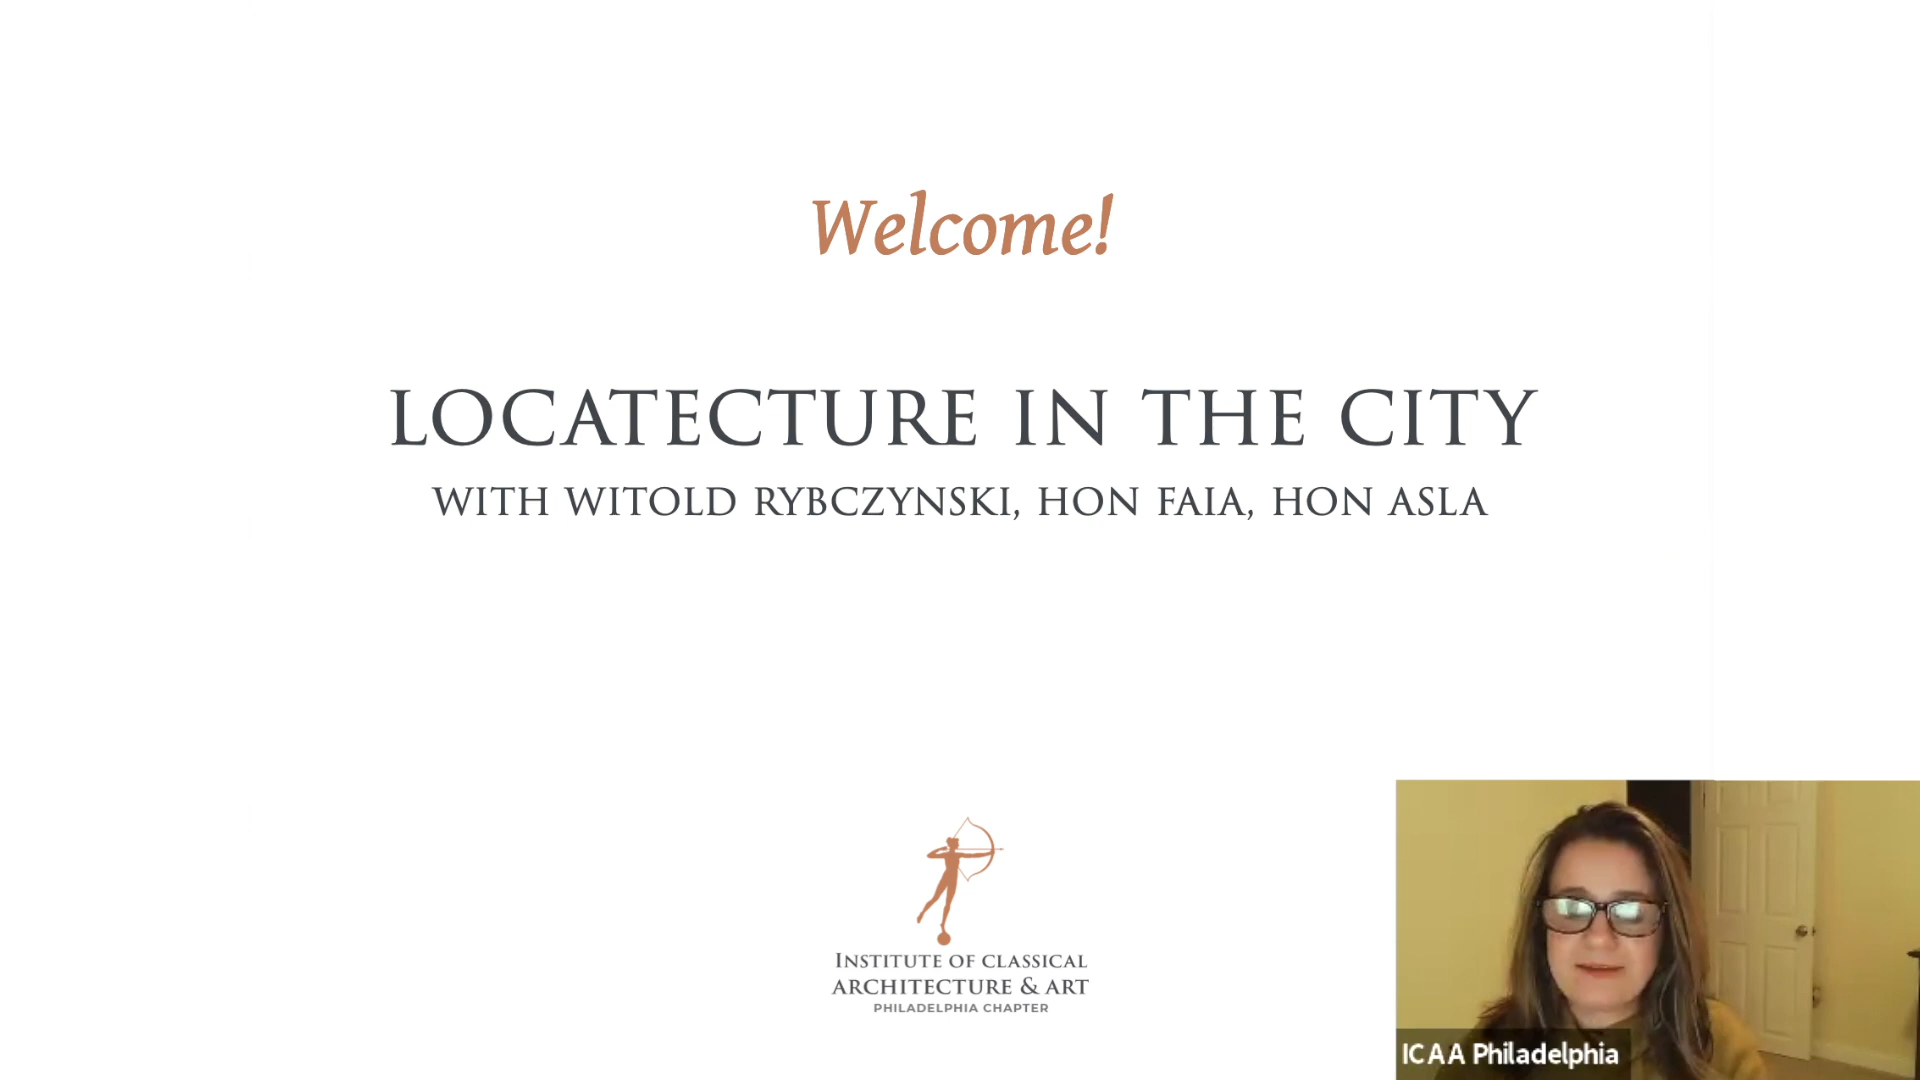 Welcome!
LOCATECTURE IN THE CITY
WITH WITOLD RYBCZYNSKI, HON FAIA, HON ASLA
INSTITUTE OF CLASSICAL
ARCHITECTURE & ART
PHILADELPHIA CHAPTER
ICAA Philadelphia